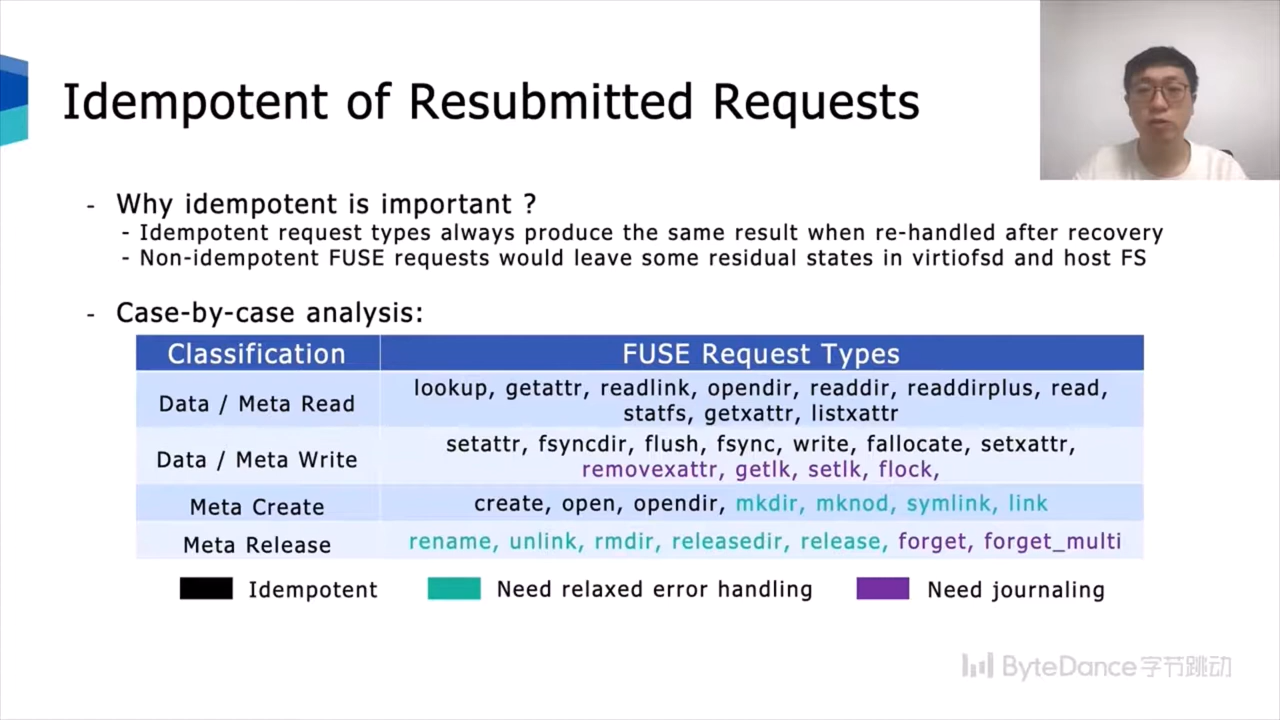 Idempotent of Resubmitted Requests
- Why idempotent is important ?
- Idempotent request types always produce the same result when re-handled after recovery
- Non-idempotent FUSE requests would leave some residual states in virtiofsd and host FS
- Case-by-case analysis:
Classification FUSE Request Types
Data / Meta Read lookup, getattr, readlink, opendir, readdir, readdirplus, read,
statfs, getxattr, listxattr
Data / Meta Write setattr, fsyncdir, flush, fsync, write, fallocate, setxattr,
removexattr, getlk, setlk, flock,
Meta Create create, open, opendir, mkdir, mknod, symlink, link
Meta Release rename, unlink, rmdir, releasedir, release, forget, forget_multi
Idempotent Need relaxed error handling Need journaling
ByteDance字节跳动